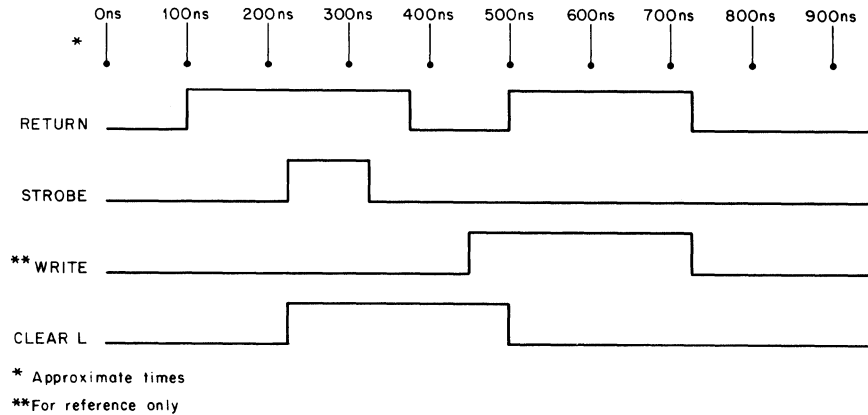 0ns 100ns 200ns 300ns 400ns 500ns 600ns 700ns 800ns 900ns
*
RETURN
STROBE
**WRITE
CLEAR L
* Approximate times
**For reference only